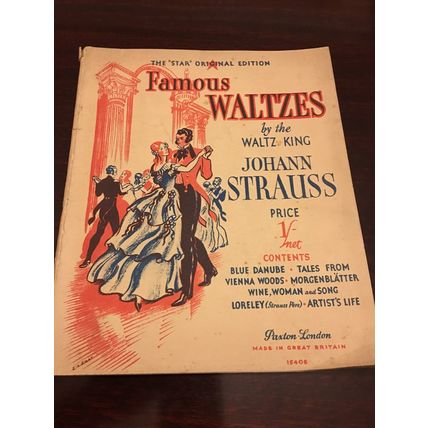 THE "STAR" ORIGINAL EDITION
Famous
WALTZES
by the
WALTZ KING
JOHANN
STRAUSS
PRICE
1/-
net
CONTENTS
BLUE DANUBE • TALES FROM
VIENNA WOODS • MORGENBLÄTTER
WINE, WOMAN and SONG
LORELEY (Strauss Père) • ARTIST'S LIFE
Paxton • London
MADE IN GREAT BRITAIN
15408